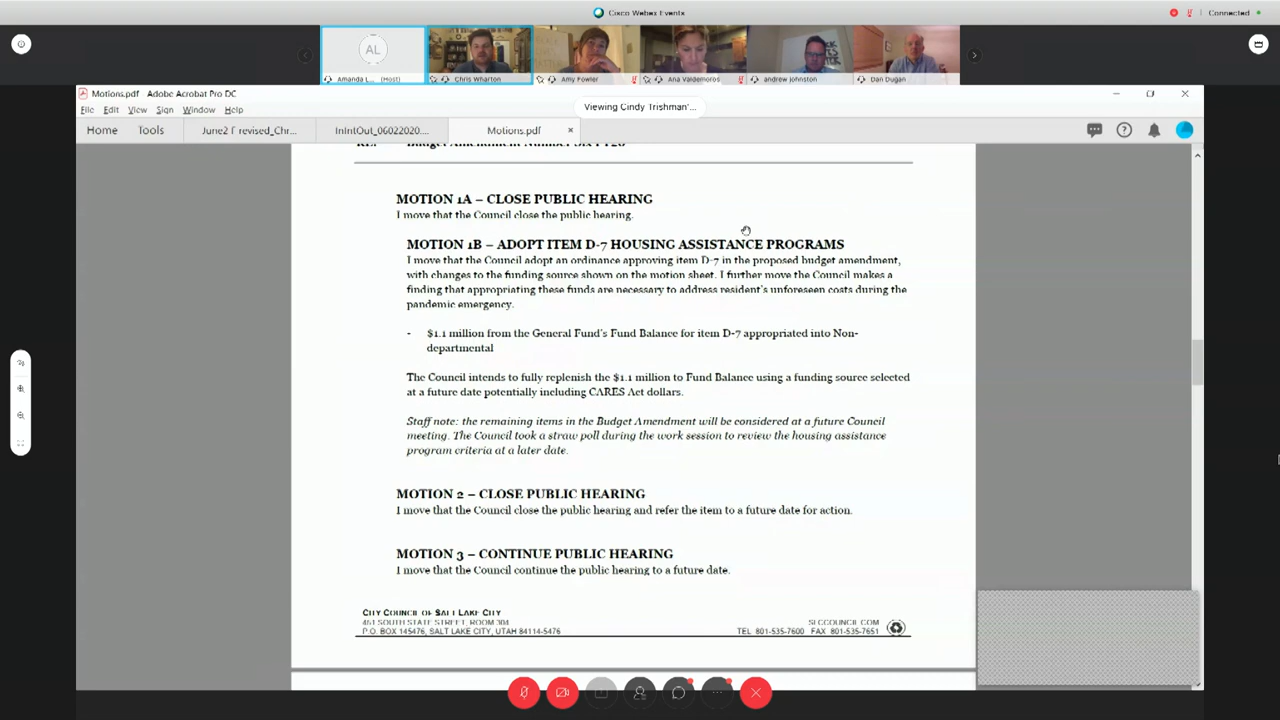 Cisco Webex Events
Connected
AL
Amanda L... (Host)
Chris Wharton
Amy Fowler
Ana Valdemoros
andrew johnston
Dan Dugan
Motions.pdf - Adobe Acrobat Pro DC
Viewing Cindy Trishman'...
File Edit View Sign Window Help
Home Tools June2 f revised_Chr... InIntOut_06022020.... Motions.pdf ×
Budget Amendment Number Six FY20
MOTION 1A – CLOSE PUBLIC HEARING
I move that the Council close the public hearing.
MOTION 1B – ADOPT ITEM D-7 HOUSING ASSISTANCE PROGRAMS
I move that the Council adopt an ordinance approving item D-7 in the proposed budget amendment,
with changes to the funding source shown on the motion sheet. I further move the Council makes a
finding that appropriating these funds are necessary to address resident's unforeseen costs during the
pandemic emergency.
- $1.1 million from the General Fund's Fund Balance for item D-7 appropriated into Non-
departmental
The Council intends to fully replenish the $1.1 million to Fund Balance using a funding source selected
at a future date potentially including CARES Act dollars.
Staff note: the remaining items in the Budget Amendment will be considered at a future Council
meeting. The Council took a straw poll during the work session to review the housing assistance
program criteria at a later date.
MOTION 2 – CLOSE PUBLIC HEARING
I move that the Council close the public hearing and refer the item to a future date for action.
MOTION 3 – CONTINUE PUBLIC HEARING
I move that the Council continue the public hearing to a future date.
CITY COUNCIL OF SALT LAKE CITY
451 SOUTH STATE STREET, ROOM 304
P.O. BOX 145476, SALT LAKE CITY, UTAH 84114-5476
SLCCOUNCIL.COM
TEL 801-535-7600 FAX 801-535-7651